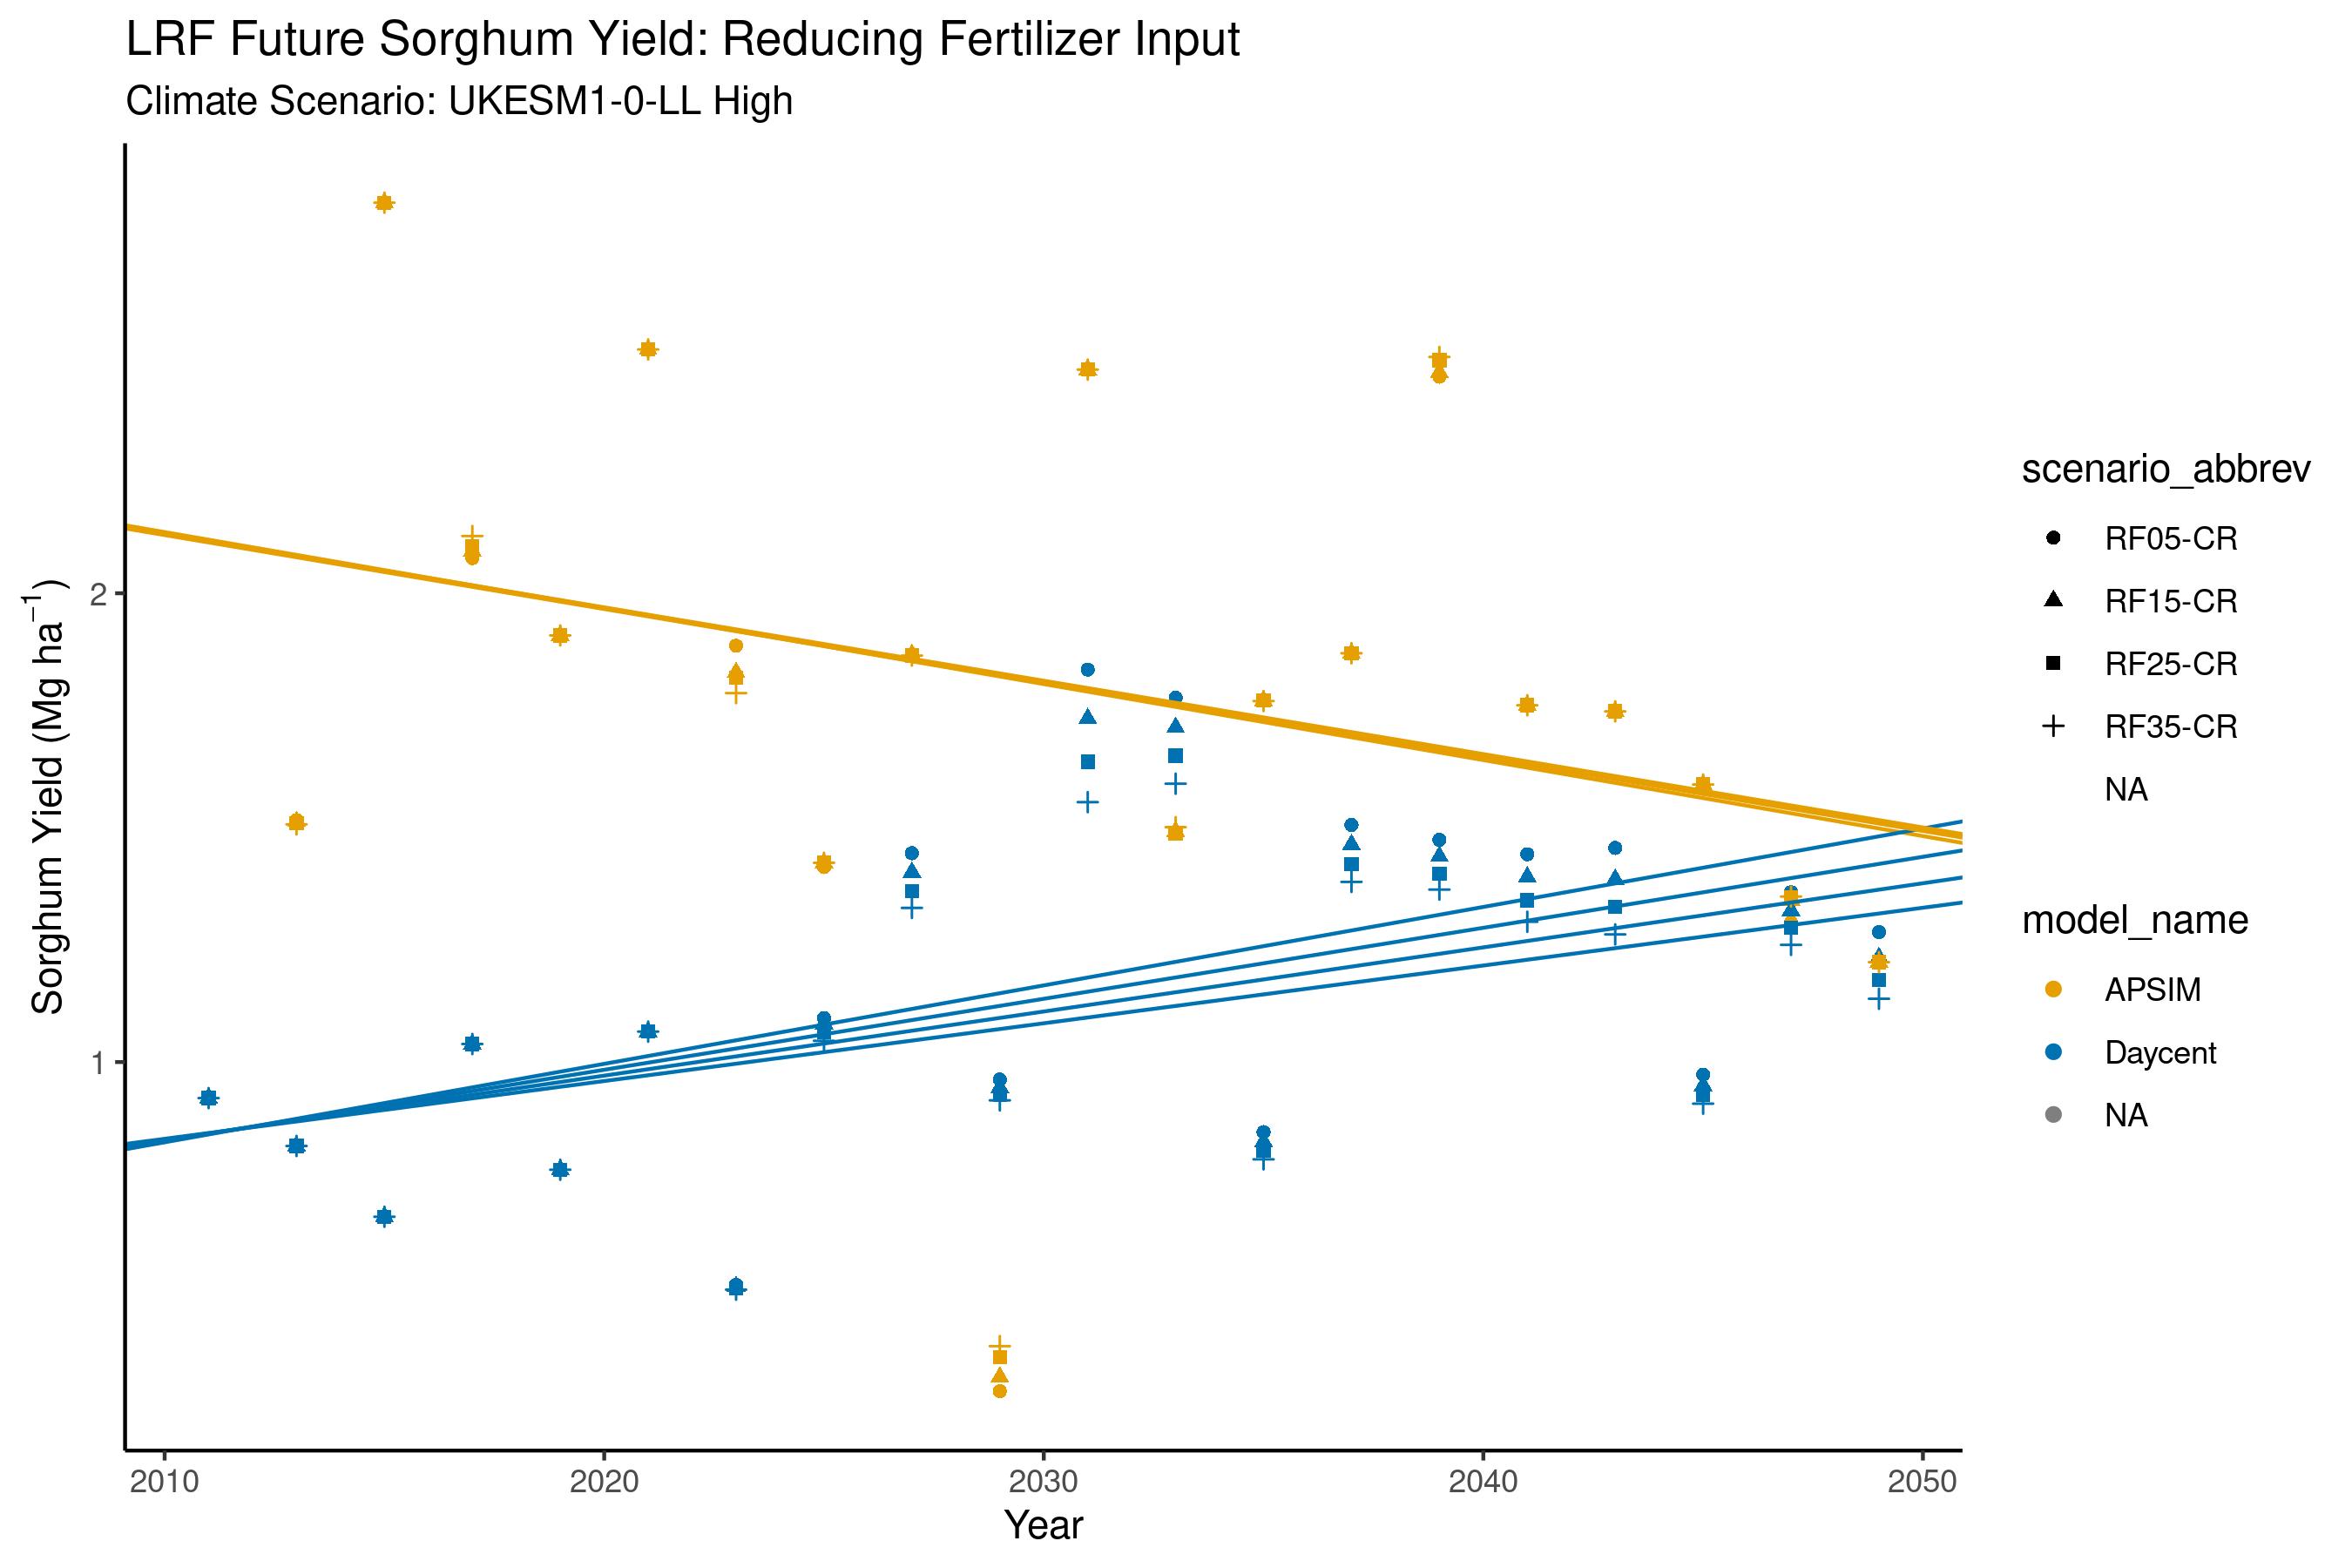 LRF Future Sorghum Yield: Reducing Fertilizer Input
Climate Scenario: UKESM1-0-LL High
Sorghum Yield (Mg ha−1)
2
1
2010
2020
2030
2040
2050
Year
scenario_abbrev
RF05-CR
RF15-CR
RF25-CR
RF35-CR
NA
model_name
APSIM
Daycent
NA